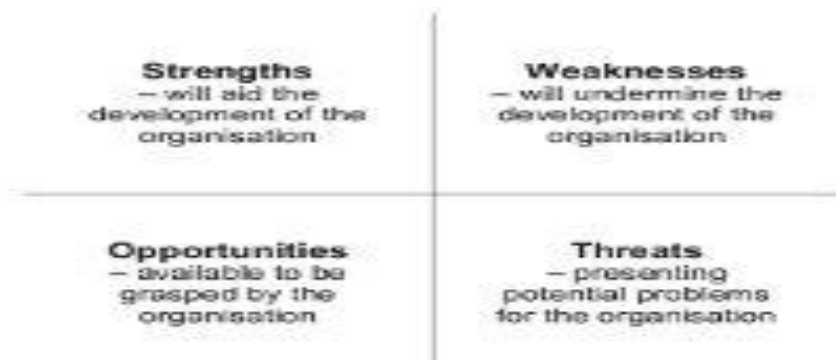 Strengths
– will aid the
development of the
organisation
Weaknesses
– will undermine the
development of the
organisation
Opportunities
– available to be
grasped by the
organisation
Threats
– presenting
potential problems
for the organisation